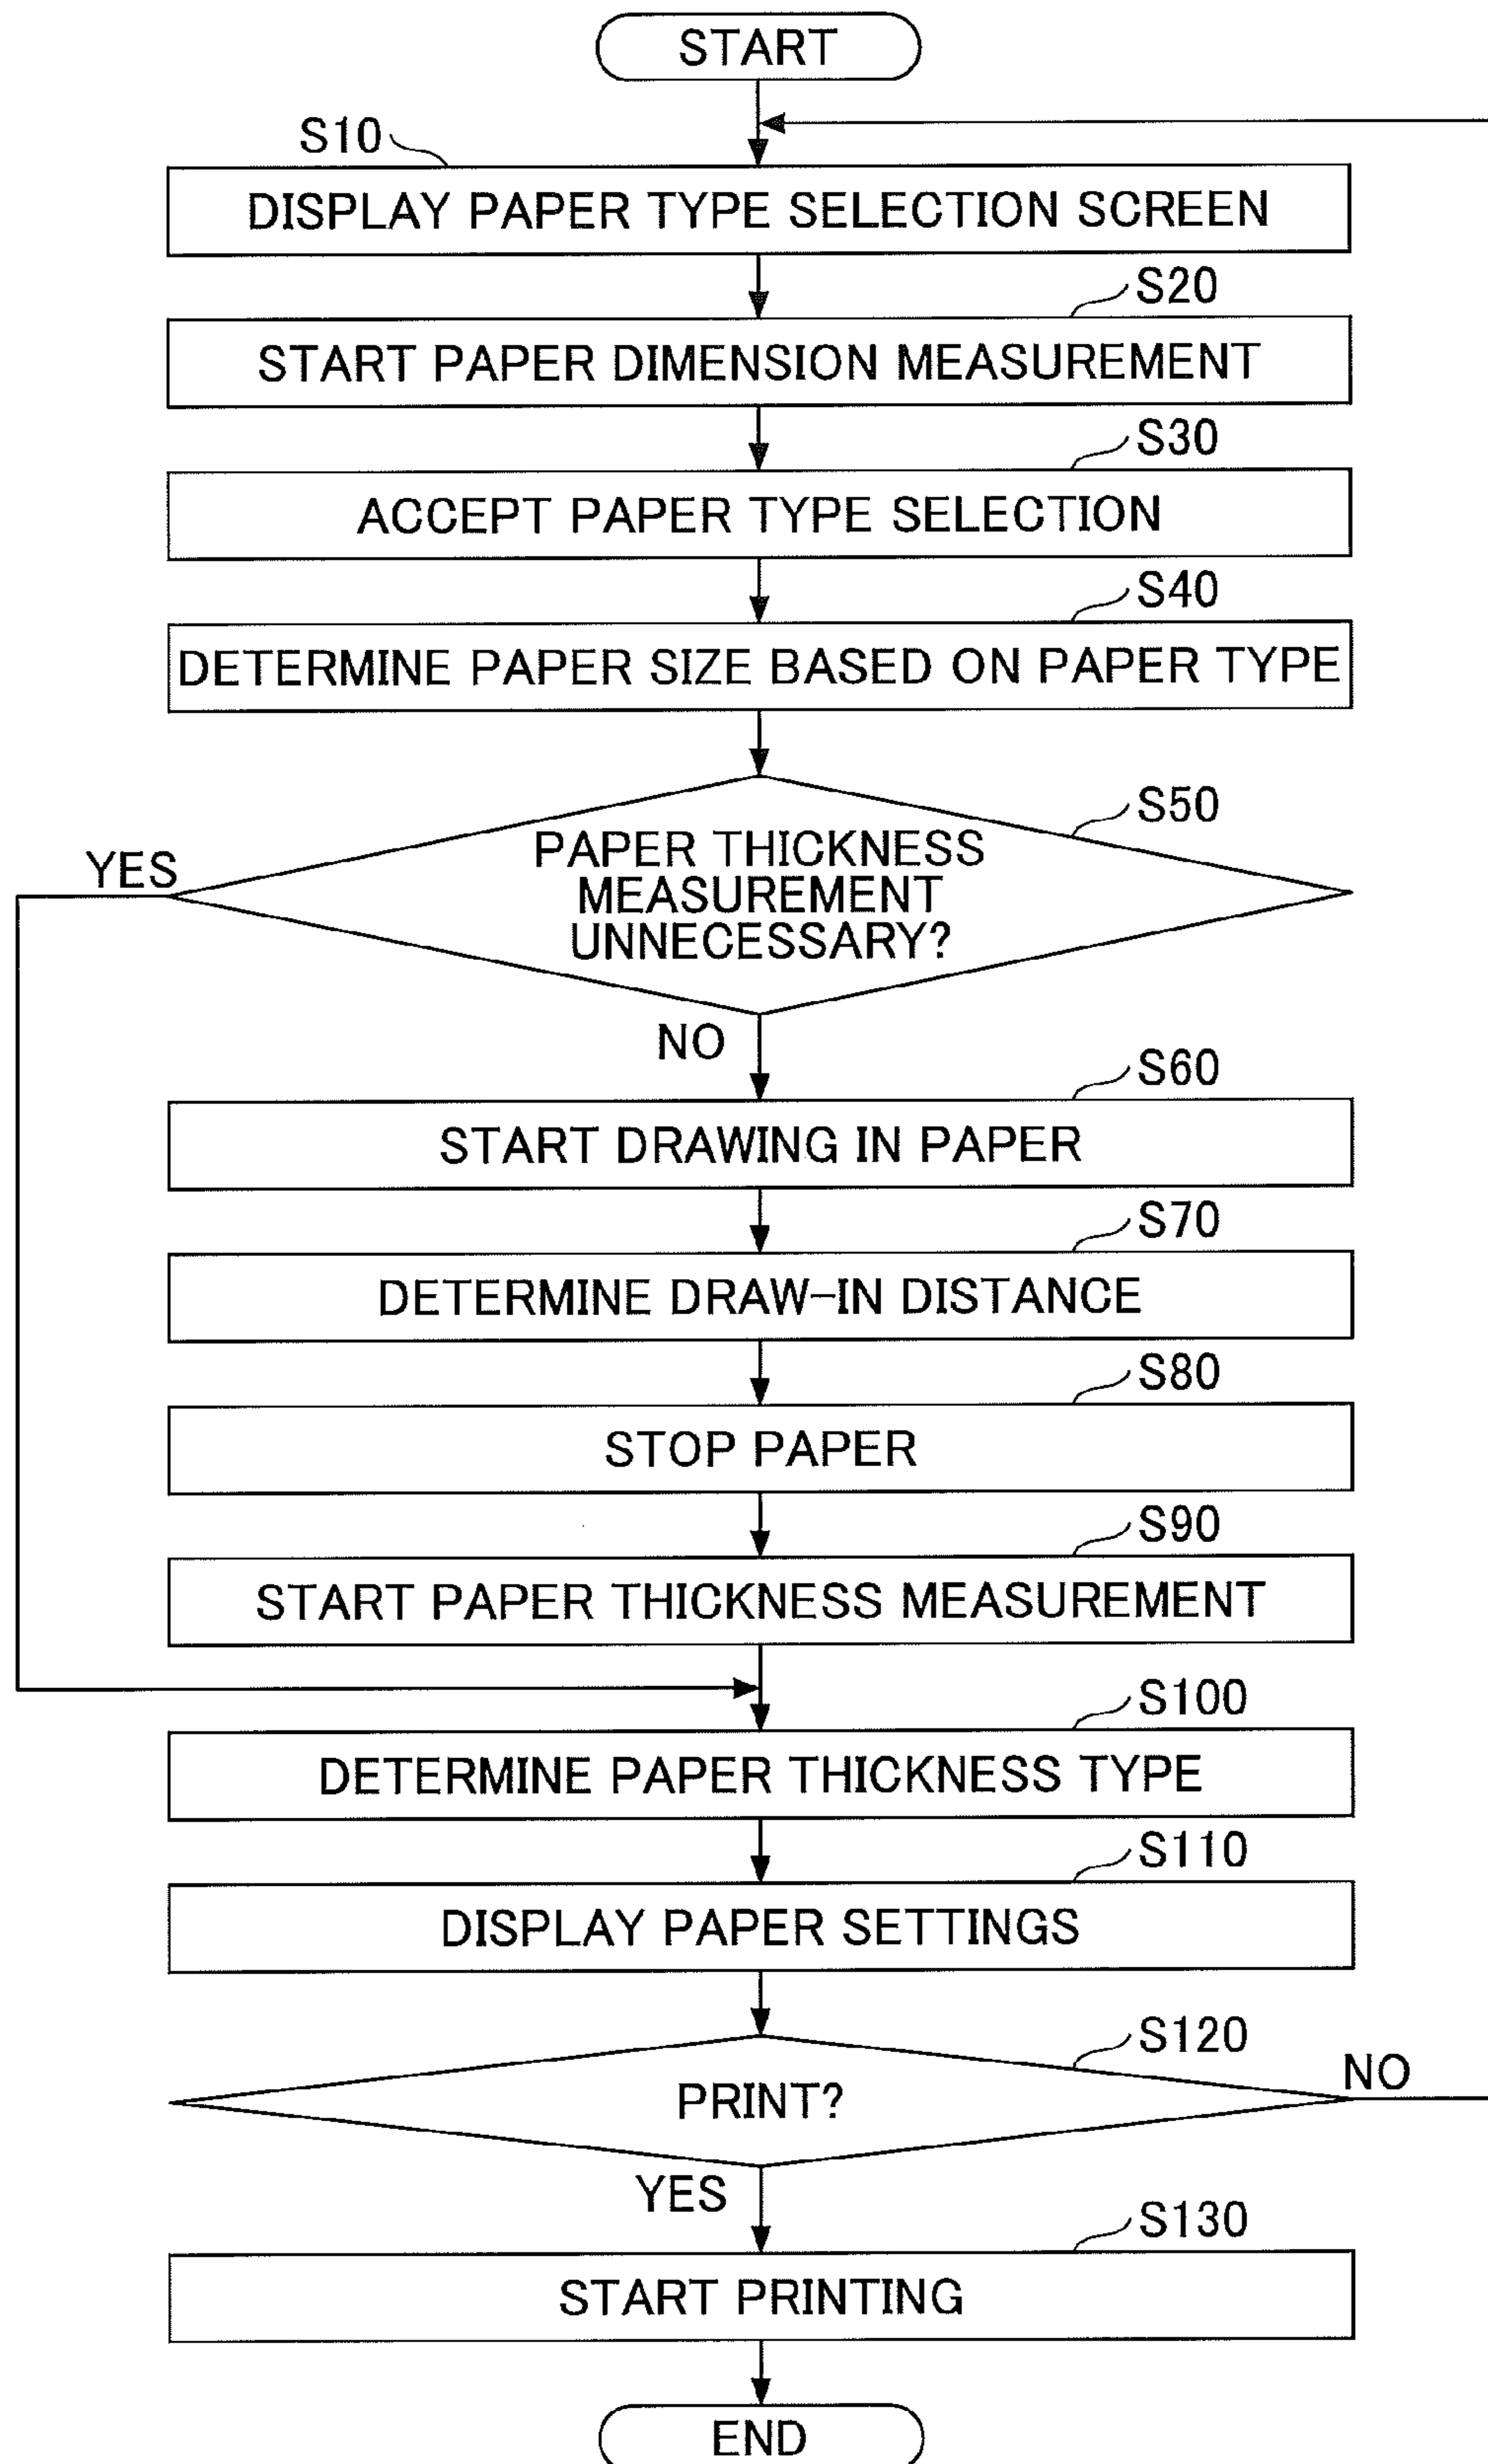 START
S10
DISPLAY PAPER TYPE SELECTION SCREEN
S20
START PAPER DIMENSION MEASUREMENT
S30
ACCEPT PAPER TYPE SELECTION
S40
DETERMINE PAPER SIZE BASED ON PAPER TYPE
S50
YES
PAPER THICKNESS
MEASUREMENT
UNNECESSARY?
NO
S60
START DRAWING IN PAPER
S70
DETERMINE DRAW-IN DISTANCE
S80
STOP PAPER
S90
START PAPER THICKNESS MEASUREMENT
S100
DETERMINE PAPER THICKNESS TYPE
S110
DISPLAY PAPER SETTINGS
S120
NO
PRINT?
YES
S130
START PRINTING
END